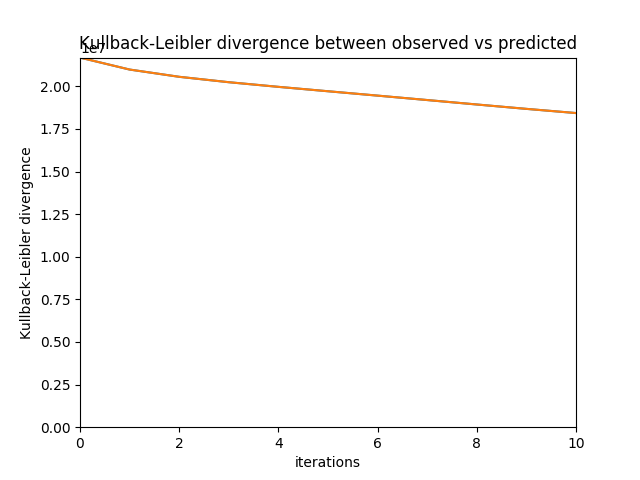 Kullback-Leibler divergence between observed vs predicted
1e7
2.00
1.75
1.50
1.25
1.00
0.75
0.50
0.25
0.00
Kullback-Leibler divergence
0 2 4 6 8 10
iterations